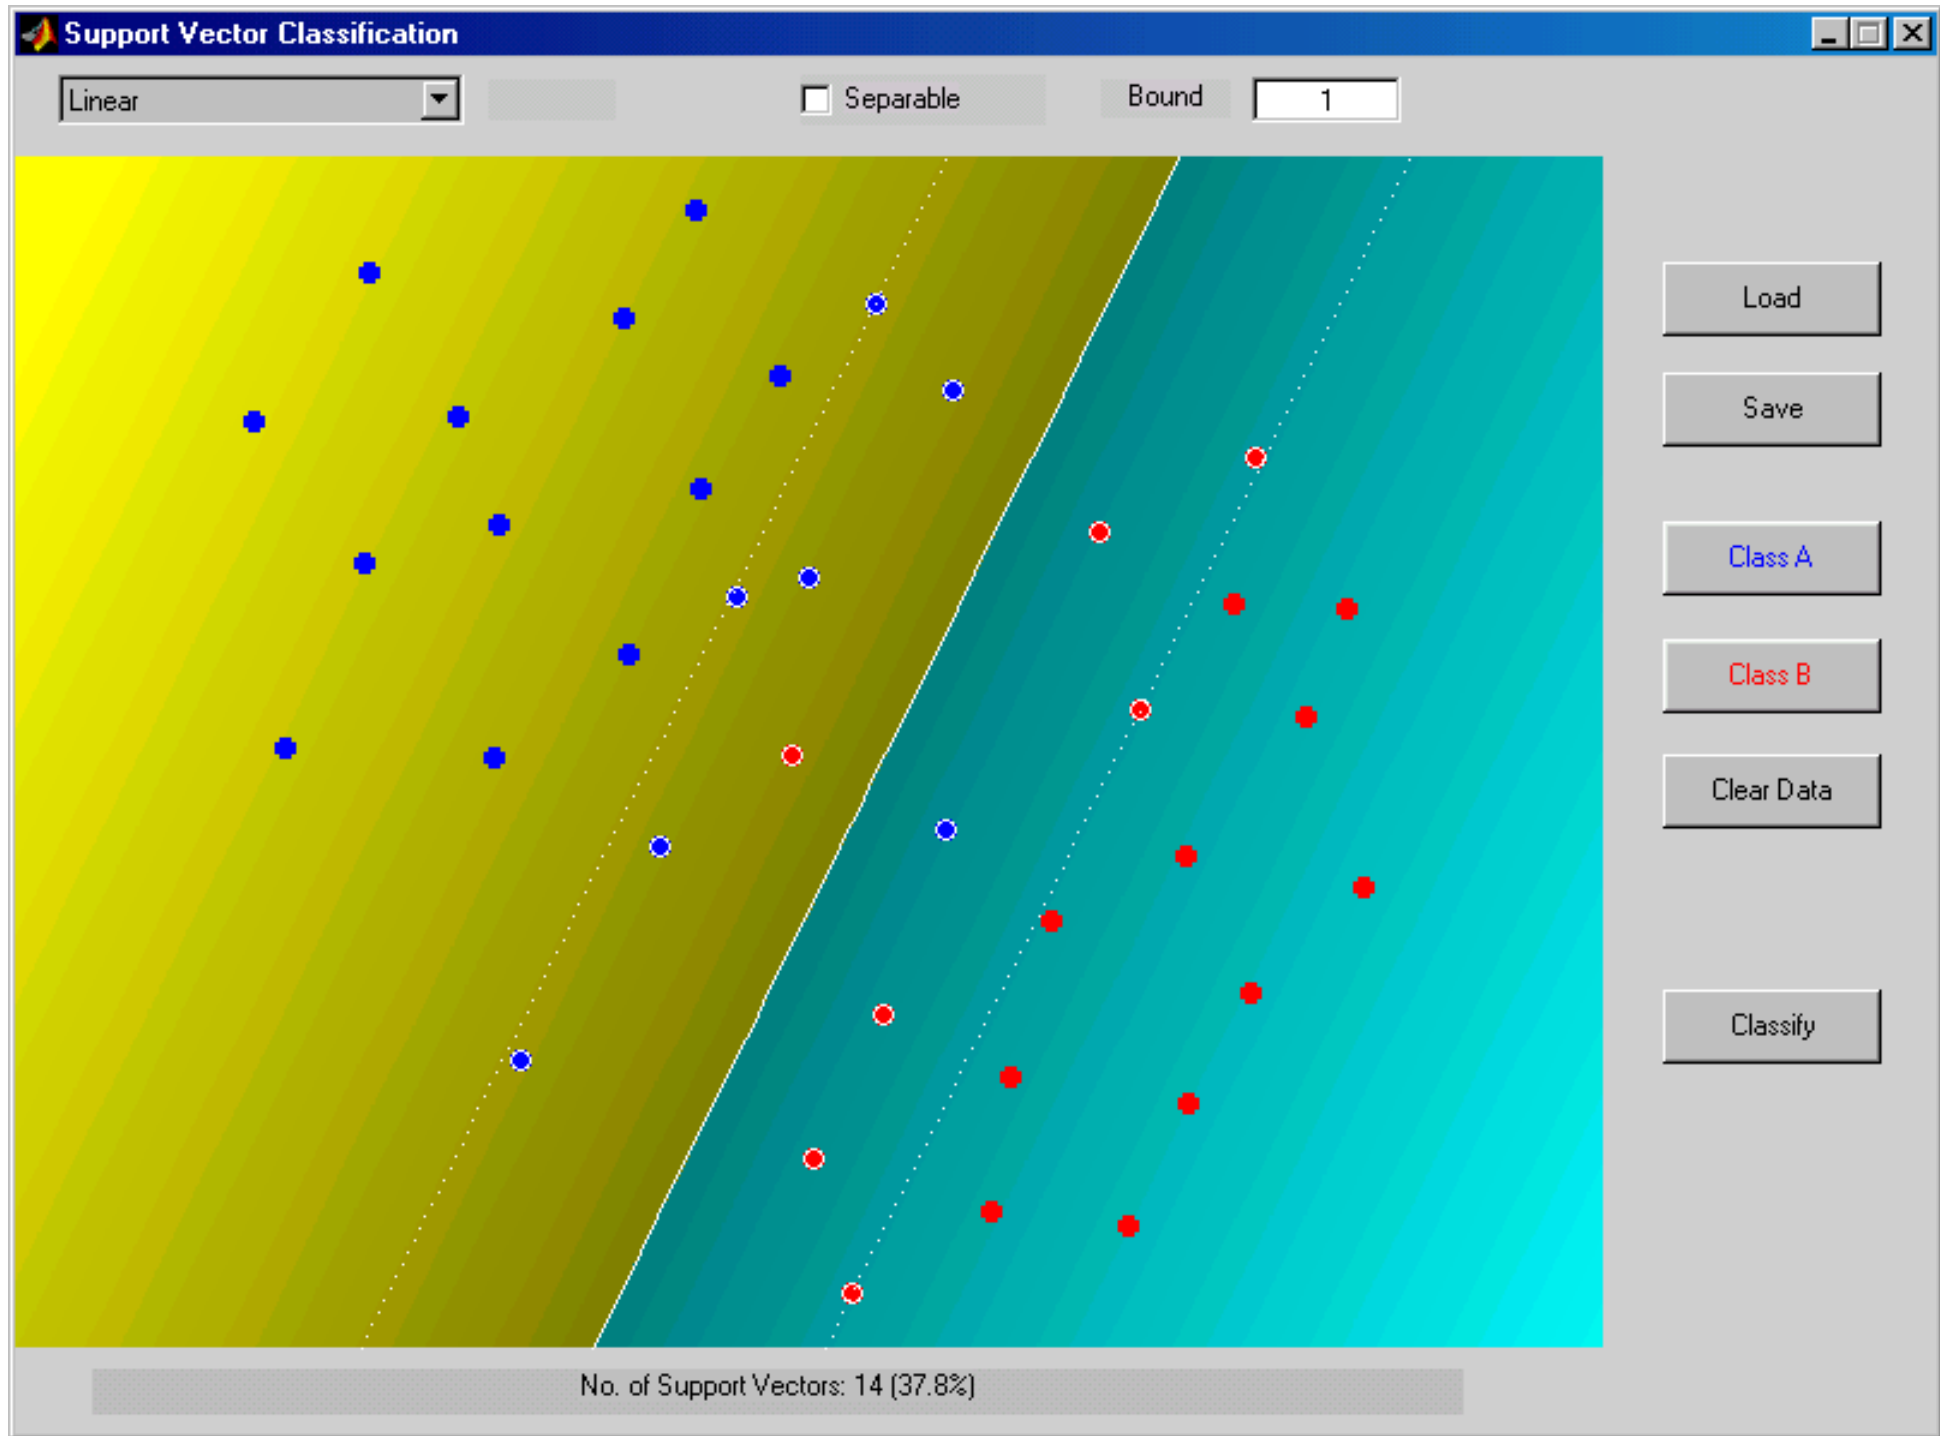 Support Vector Classification
Linear
Separable
Bound
1
Load
Save
Class A
Class B
Clear Data
Classify
No. of Support Vectors: 14 (37.8%)